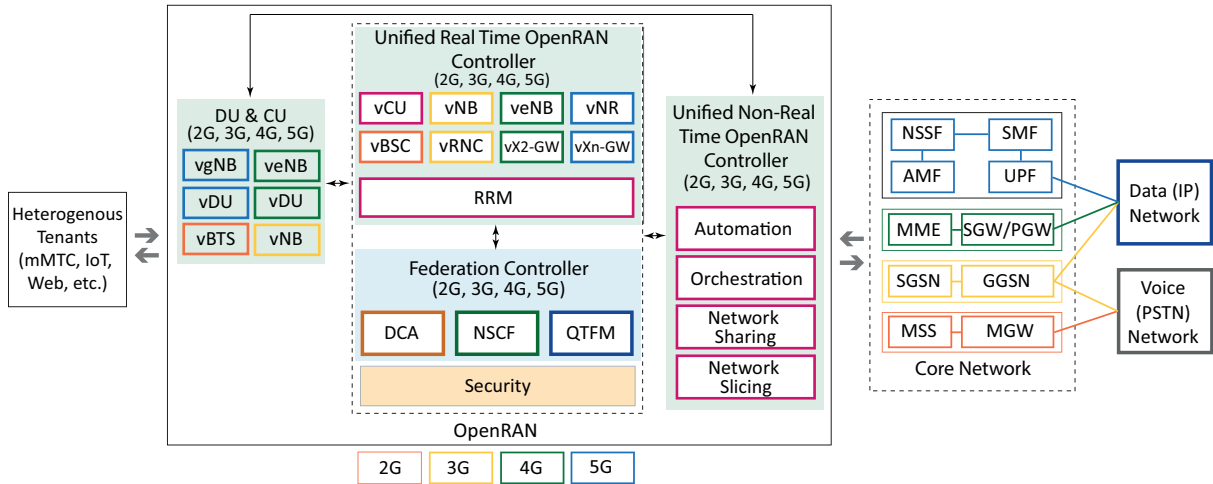 Heterogenous
Tenants
(mMTC, IoT,
Web, etc.)
DU & CU
(2G, 3G, 4G, 5G)
vgNB
veNB
vDU
vDU
vBTS
vNB
Unified Real Time OpenRAN
Controller
(2G, 3G, 4G, 5G)
vCU
vNB
veNB
vNR
vBSC
vRNC
vX2-GW
vXn-GW
RRM
Federation Controller
(2G, 3G, 4G, 5G)
DCA
NSCF
QTFM
Security
Unified Non-Real
Time OpenRAN
Controller
(2G, 3G, 4G, 5G)
Automation
Orchestration
Network
Sharing
Network
Slicing
OpenRAN
NSSF
SMF
AMF
UPF
MME
SGW/PGW
SGSN
GGSN
MSS
MGW
Core Network
Data (IP)
Network
Voice
(PSTN)
Network
2G
3G
4G
5G